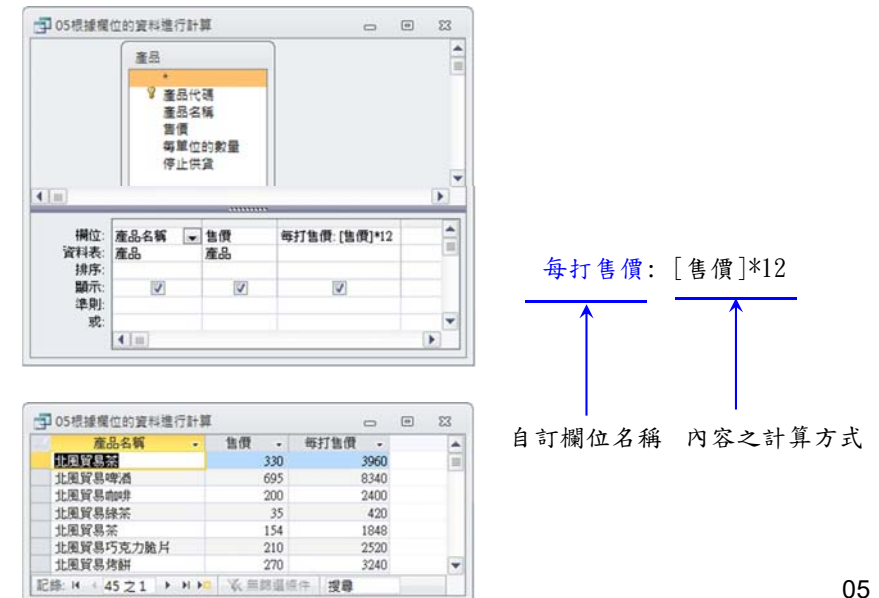 05根據欄位的資料進行計算
產品
*
產品代碼
產品名稱
售價
每單位的數量
停止供貨
欄位: 產品名稱 售價 每打售價: [售價]*12
資料表: 產品 產品
排序:
顯示:
準則:
或:
每打售價: [售價]*12
自訂欄位名稱 內容之計算方式
05根據欄位的資料進行計算
產品名稱 售價 每打售價
北風貿易茶 330 3960
北風貿易啤酒 695 8340
北風貿易咖啡 200 2400
北風貿易綠茶 35 420
北風貿易茶 154 1848
北風貿易巧克力脆片 210 2520
北風貿易烤餅 270 3240
記錄: 45 之 1 無篩選條件 搜尋
05